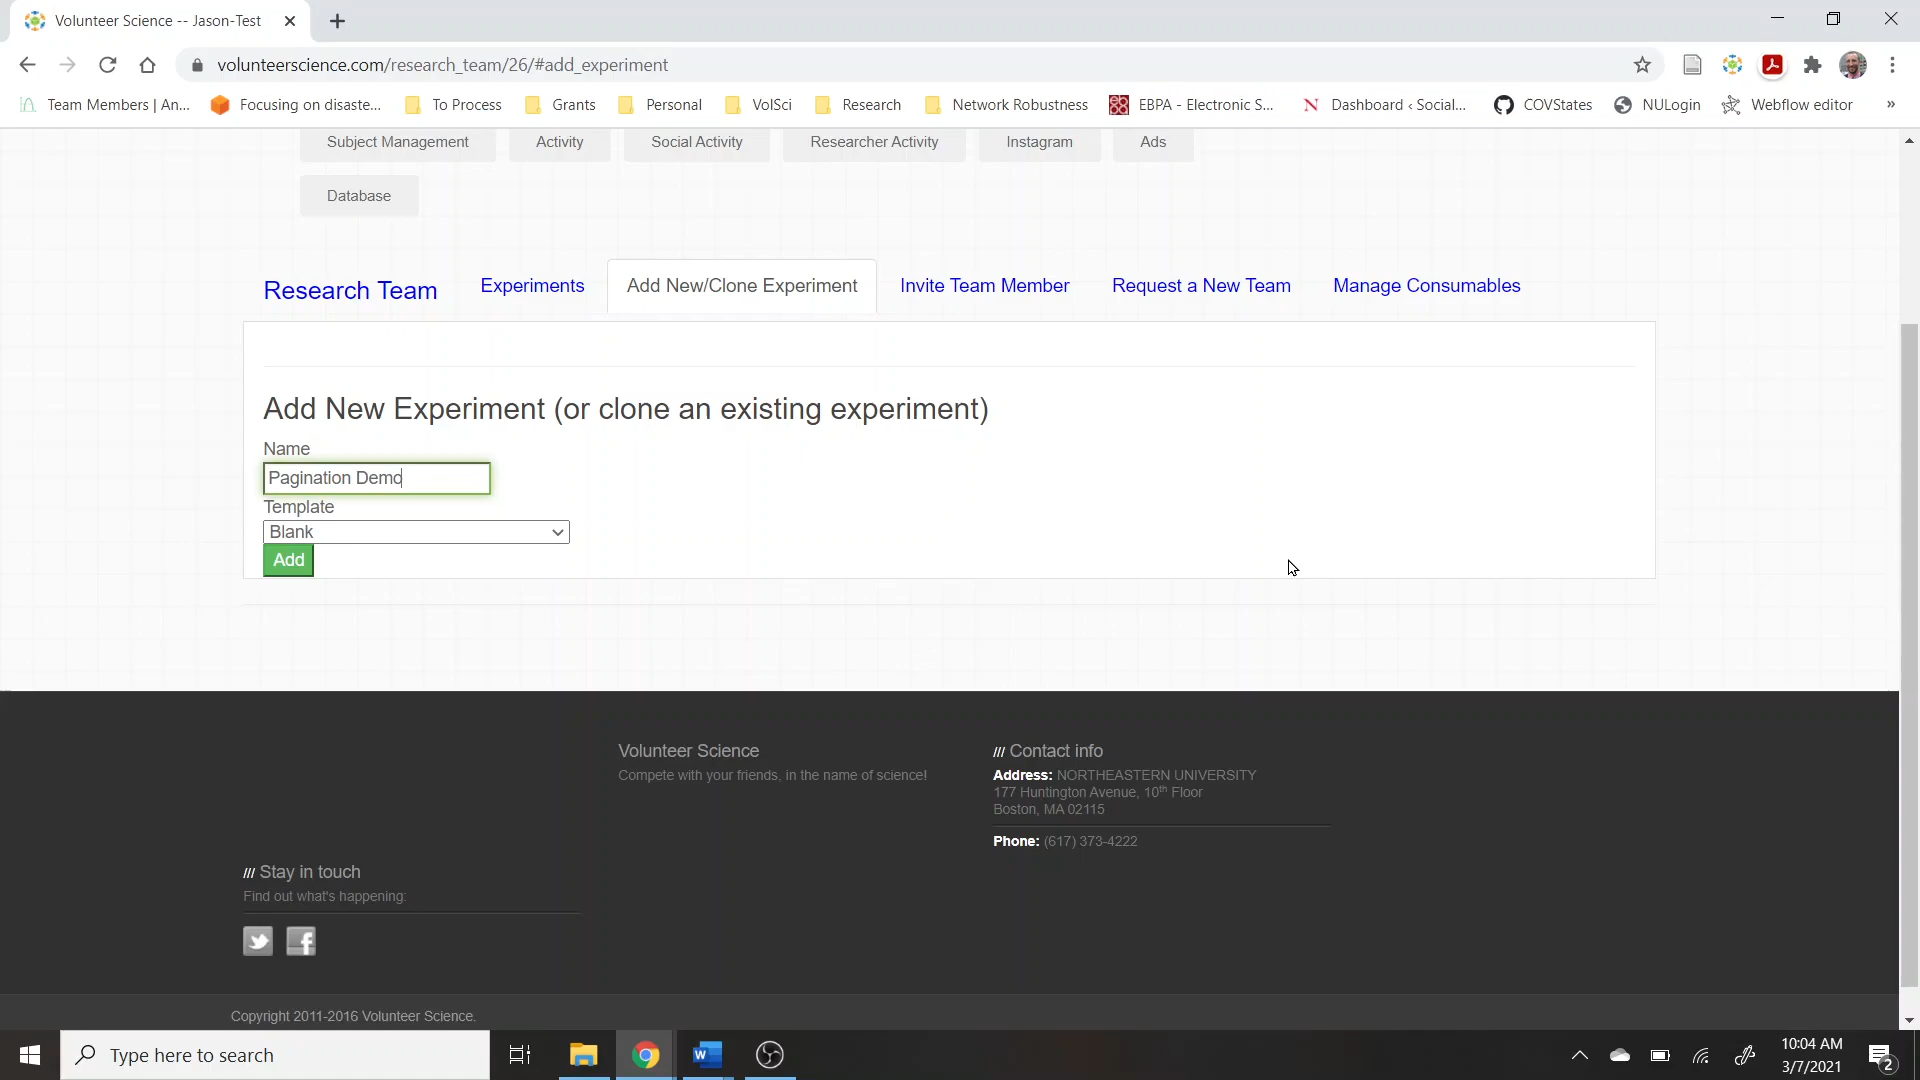 Volunteer Science -- Jason-Test
volunteerscience.com/research_team/26/#add_experiment
Team Members | An... Focusing on disaste... To Process Grants Personal VolSci Research Network Robustness EBPA - Electronic S... Dashboard ‹ Social... COVStates NULogin Webflow editor »
Subject Management Activity Social Activity Researcher Activity Instagram Ads
Database
Research Team Experiments Add New/Clone Experiment Invite Team Member Request a New Team Manage Consumables
Add New Experiment (or clone an existing experiment)
Name
Pagination Demo
Template
Blank
Add
Volunteer Science
Compete with your friends, in the name of science!
/// Contact info
Address: NORTHEASTERN UNIVERSITY
177 Huntington Avenue, 10th Floor
Boston, MA 02115
Phone: (617) 373-4222
/// Stay in touch
Find out what's happening:
Copyright 2011-2016 Volunteer Science.
Type here to search
10:04 AM
3/7/2021
2